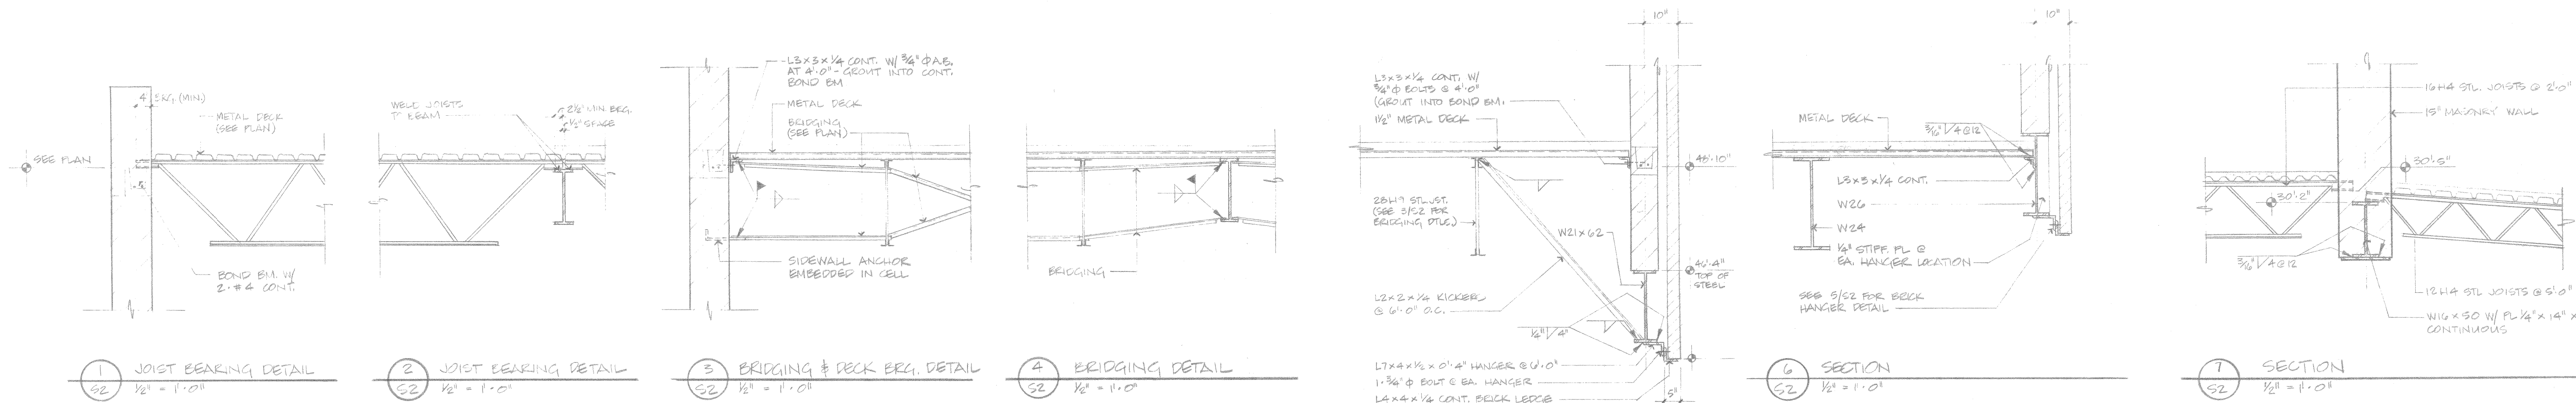 4" BRG. (MIN.)
METAL DECK
(SEE PLAN)
SEE PLAN
BOND BM. W/
2-#4 CONT.
1
S2
JOIST BEARING DETAIL
1/2" = 1'-0"
WELD JOISTS
TO BEAM
2 1/2" MIN. BRG.
1/2" SPACE
2
S2
JOIST BEARING DETAIL
1/2" = 1'-0"
L3x3x1/4 CONT. W/ 3/4" Φ A.B.
AT 4'-0" - GROUT INTO CONT.
BOND BM
METAL DECK
BRIDGING
(SEE PLAN)
SIDEWALL ANCHOR
EMBEDDED IN CELL
3
S2
BRIDGING & DECK BRG. DETAIL
1/2" = 1'-0"
BRIDGING
4
S2
BRIDGING DETAIL
1/2" = 1'-0"
10"
L3x3x1/4 CONT. W/
3/4" Φ BOLTS @ 4'-0"
(GROUT INTO BOND BM.
1 1/2" METAL DECK
48'-10"
STL. JST.
(SEE 3/S2 FOR
BRIDGING DTLS.)
W21x62
46'-4"
TOP OF
STEEL
L2x2x1/4 KICKER
@ 6'-0" O.C.
1/4" 4"
L7x4x1/2x0'-4" HANGER @ 6'-0"
1-3/4" Φ BOLT @ EA. HANGER
L4x4x1/4 CONT. BRICK LEDGE
5"
10"
METAL DECK
3/16" 4@12
L3x3x1/4 CONT.
W26
W24
1/4" STIFF. PL @
EA. HANGER LOCATION
SEE 5/S2 FOR BRICK
HANGER DETAIL
6
S2
SECTION
1/2" = 1'-0"
16H4 STL. JOISTS @ 2'-0"
15" MASONRY WALL
30'-5"
30'-2"
3/16" 4@12
12H4 STL JOISTS @ 5'-0"
W16x50 W/ PL 1/4" x 14" x
CONTINUOUS
7
S2
SECTION
1/2" = 1'-0"